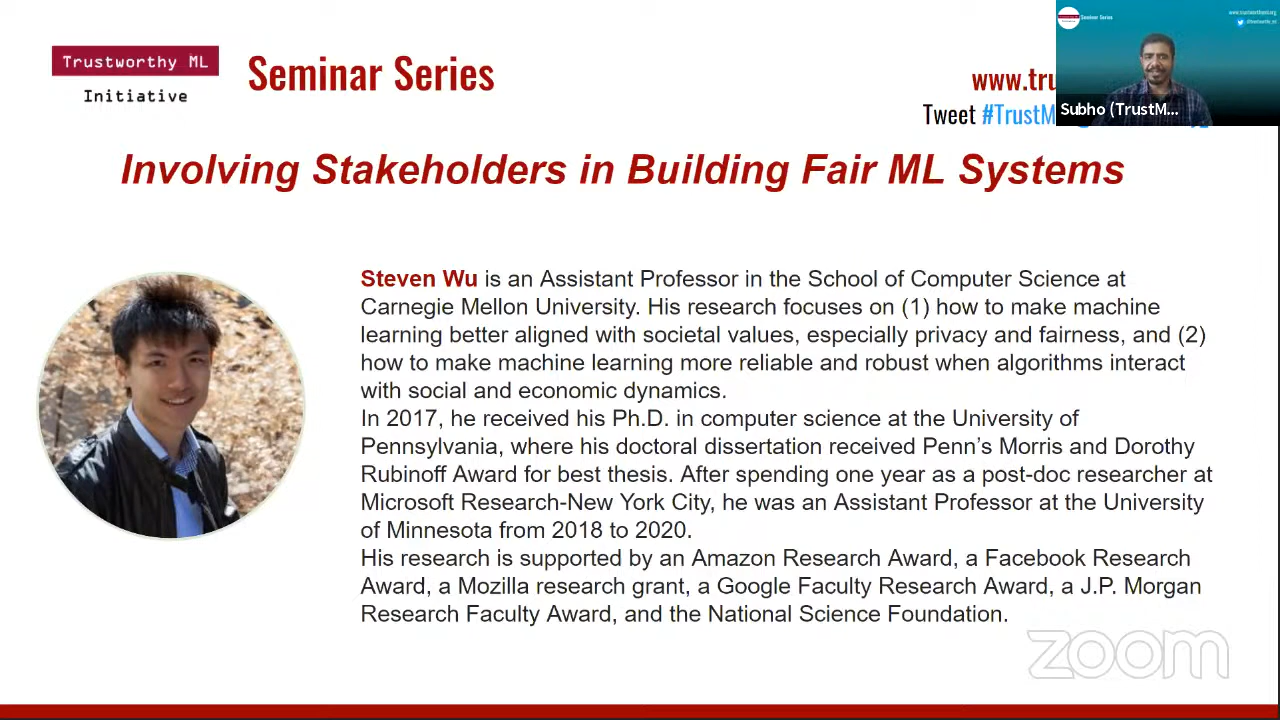 Trustworthy ML
Initiative
Seminar Series
www.tru
Tweet #TrustM
Seminar Series
Subho (TrustM...
Involving Stakeholders in Building Fair ML Systems
Steven Wu is an Assistant Professor in the School of Computer Science at
Carnegie Mellon University. His research focuses on (1) how to make machine
learning better aligned with societal values, especially privacy and fairness, and (2)
how to make machine learning more reliable and robust when algorithms interact
with social and economic dynamics.
In 2017, he received his Ph.D. in computer science at the University of
Pennsylvania, where his doctoral dissertation received Penn’s Morris and Dorothy
Rubinoff Award for best thesis. After spending one year as a post-doc researcher at
Microsoft Research-New York City, he was an Assistant Professor at the University
of Minnesota from 2018 to 2020.
His research is supported by an Amazon Research Award, a Facebook Research
Award, a Mozilla research grant, a Google Faculty Research Award, a J.P. Morgan
Research Faculty Award, and the National Science Foundation.
zoom